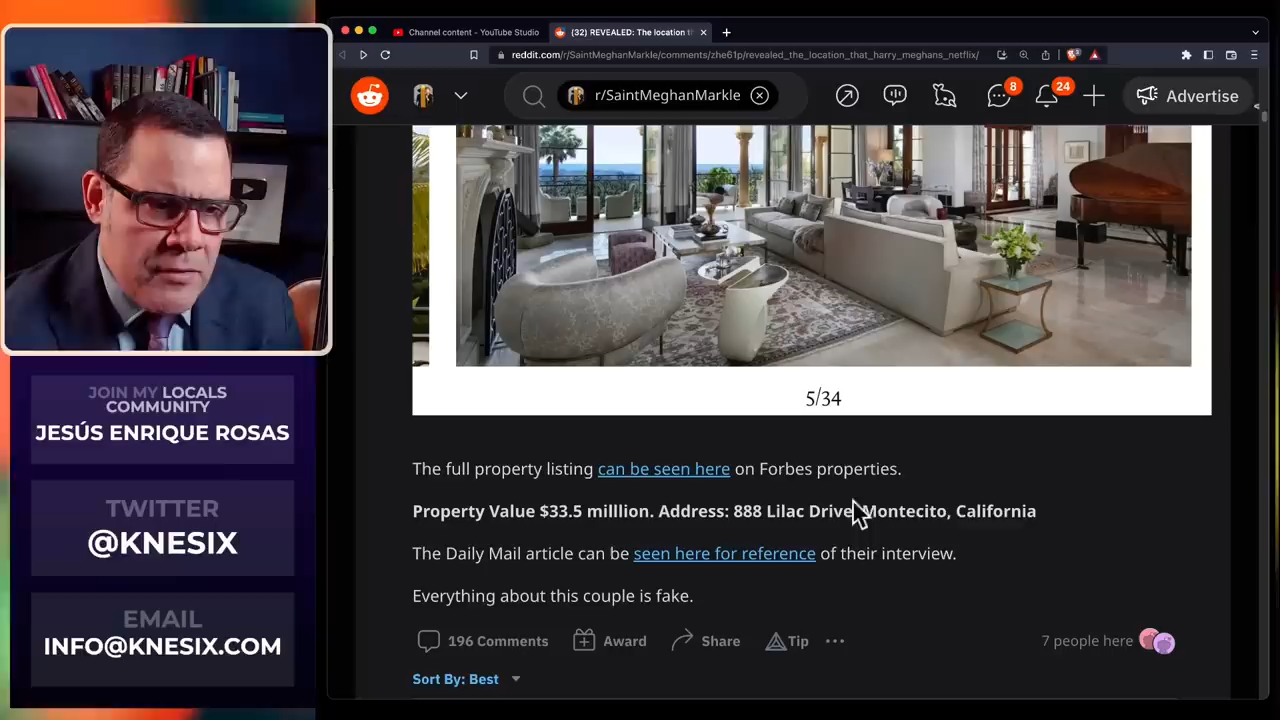 Channel content - YouTube Studio
(32) REVEALED: The location t
reddit.com/r/SaintMeghanMarkle/comments/zhe61p/revealed_the_location_that_harry_meghans_netflix/
r/SaintMeghanMarkle
8
24
Advertise
5/34
The full property listing can be seen here on Forbes properties.
Property Value $33.5 milllion. Address: 888 Lilac Drive, Montecito, California
The Daily Mail article can be seen here for reference of their interview.
Everything about this couple is fake.
196 Comments
Award
Share
Tip
7 people here
Sort By: Best
JOIN MY LOCALS
COMMUNITY
JESÚS ENRIQUE ROSAS
TWITTER
@KNESIX
EMAIL
INFO@KNESIX.COM